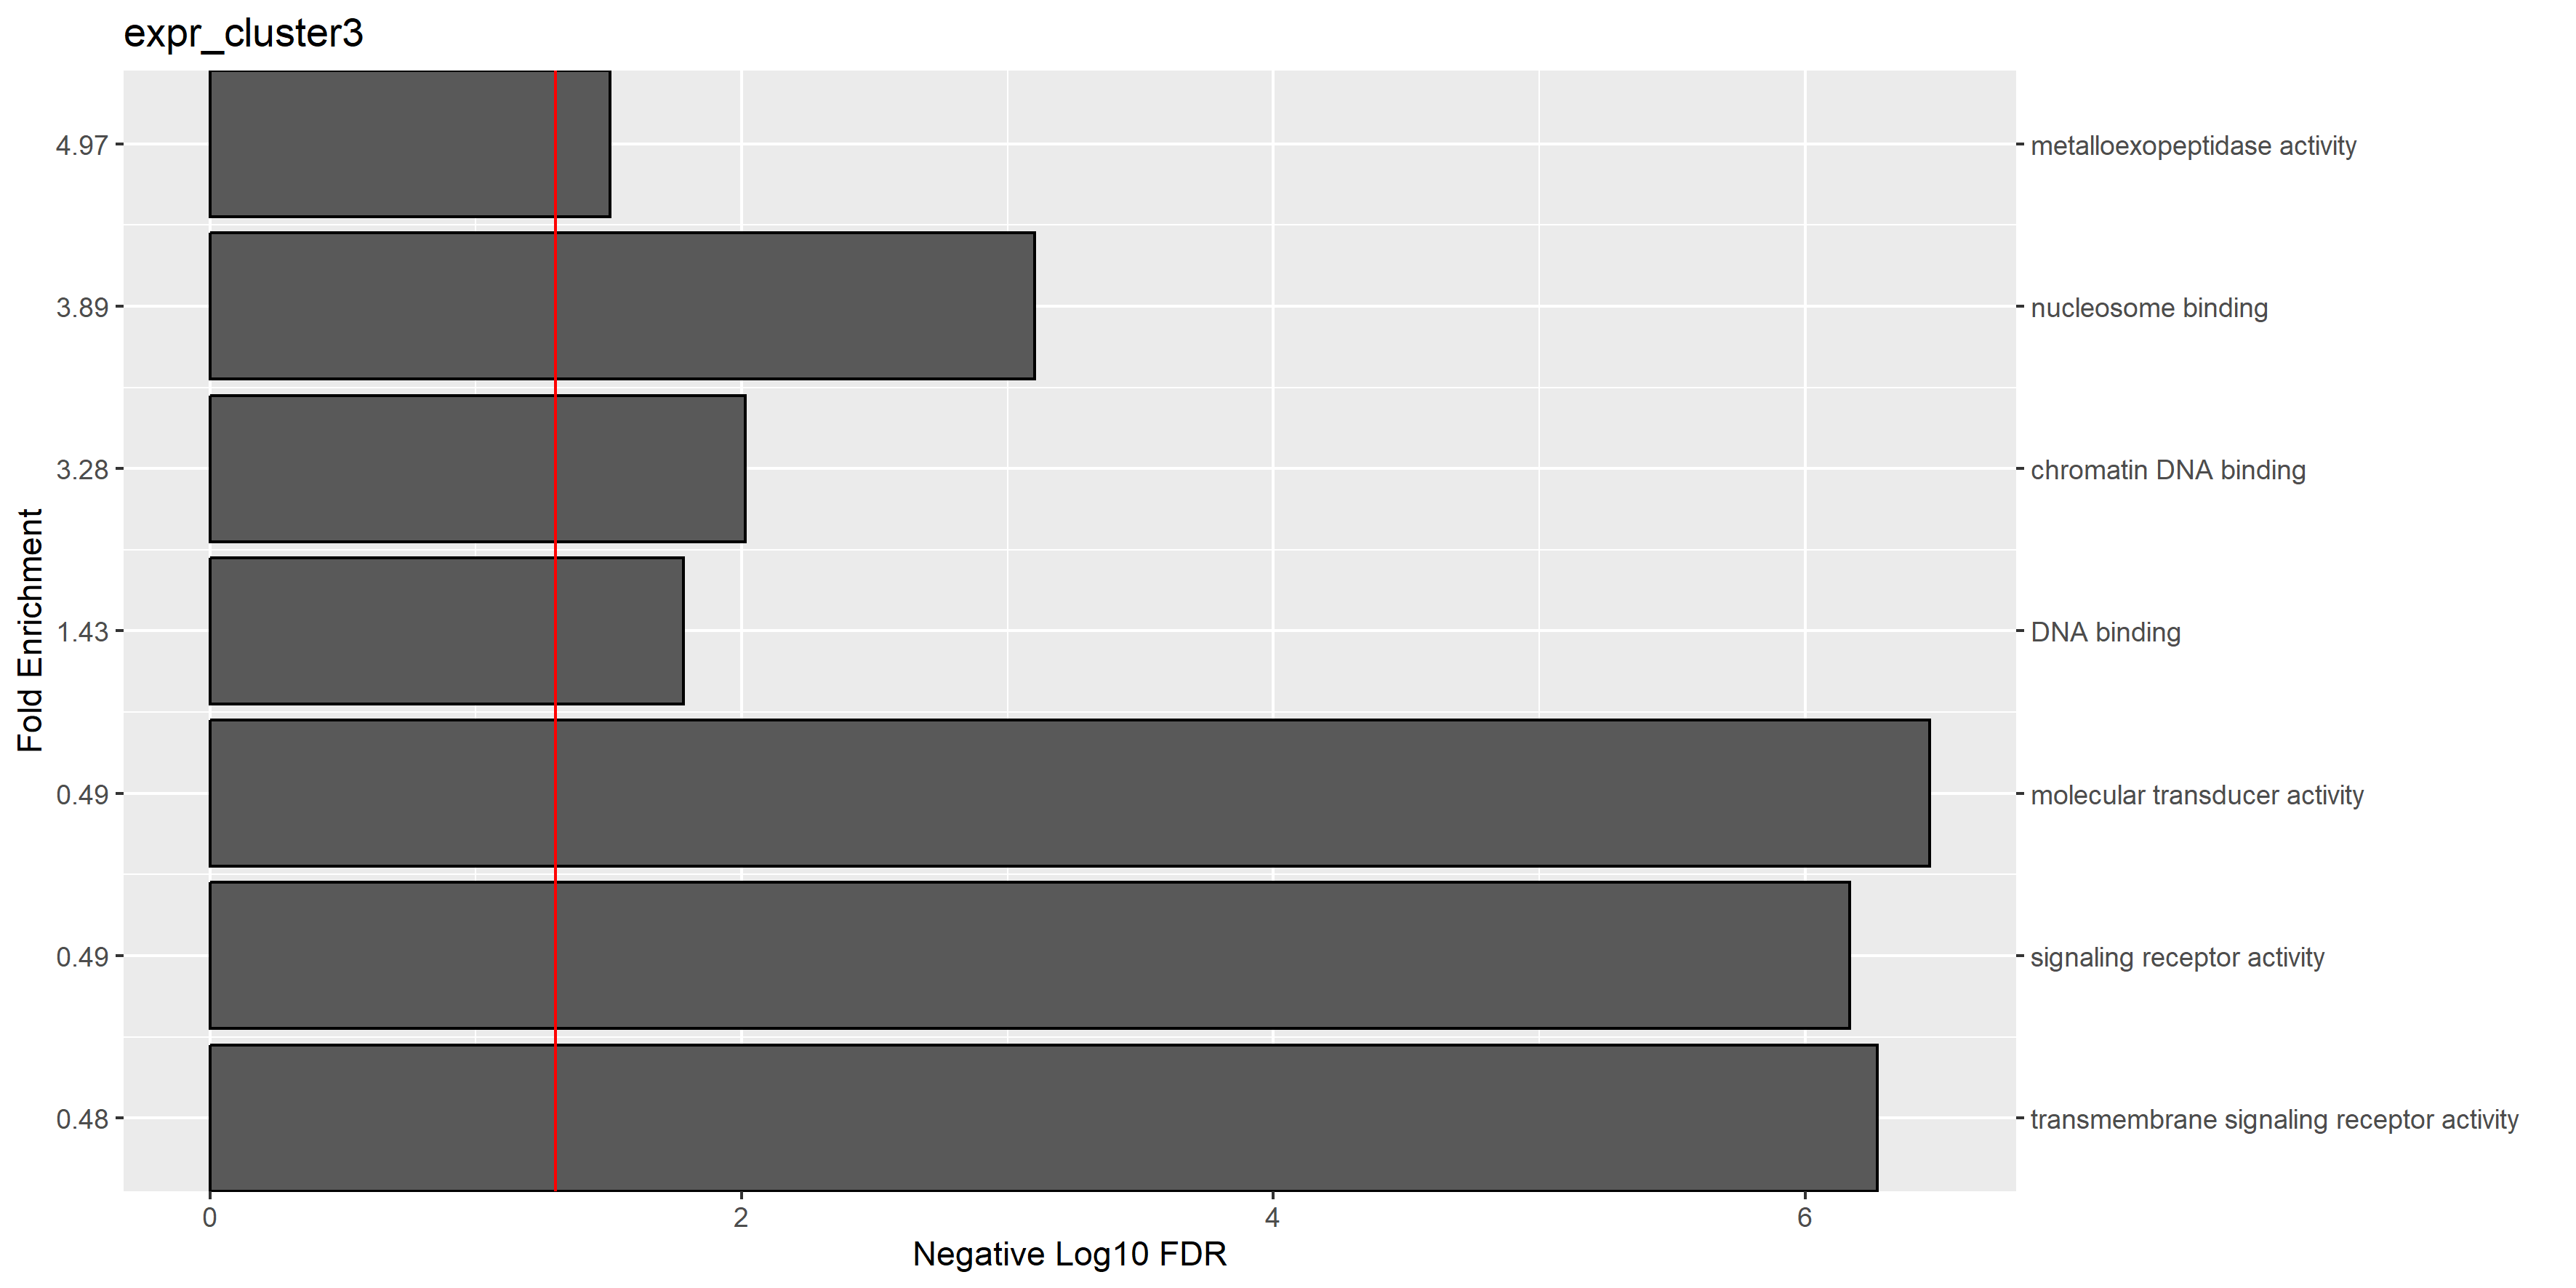 expr_cluster3
Fold Enrichment
4.97
metalloexopeptidase activity
3.89
nucleosome binding
3.28
chromatin DNA binding
1.43
DNA binding
0.49
molecular transducer activity
0.49
signaling receptor activity
0.48
transmembrane signaling receptor activity
0 2 4 6
Negative Log10 FDR